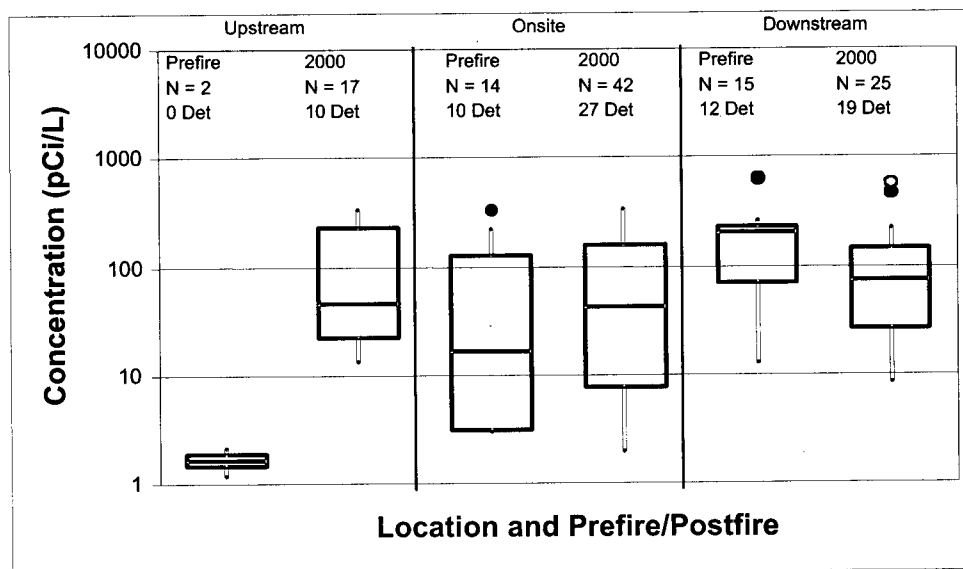 Upstream Onsite Downstream
Prefire 2000 Prefire 2000 Prefire 2000
N = 2 N = 17 N = 14 N = 42 N = 15 N = 25
0 Det 10 Det 10 Det 27 Det 12 Det 19 Det
10000
1000
100
10
1
Concentration (pCi/L)
Location and Prefire/Postfire